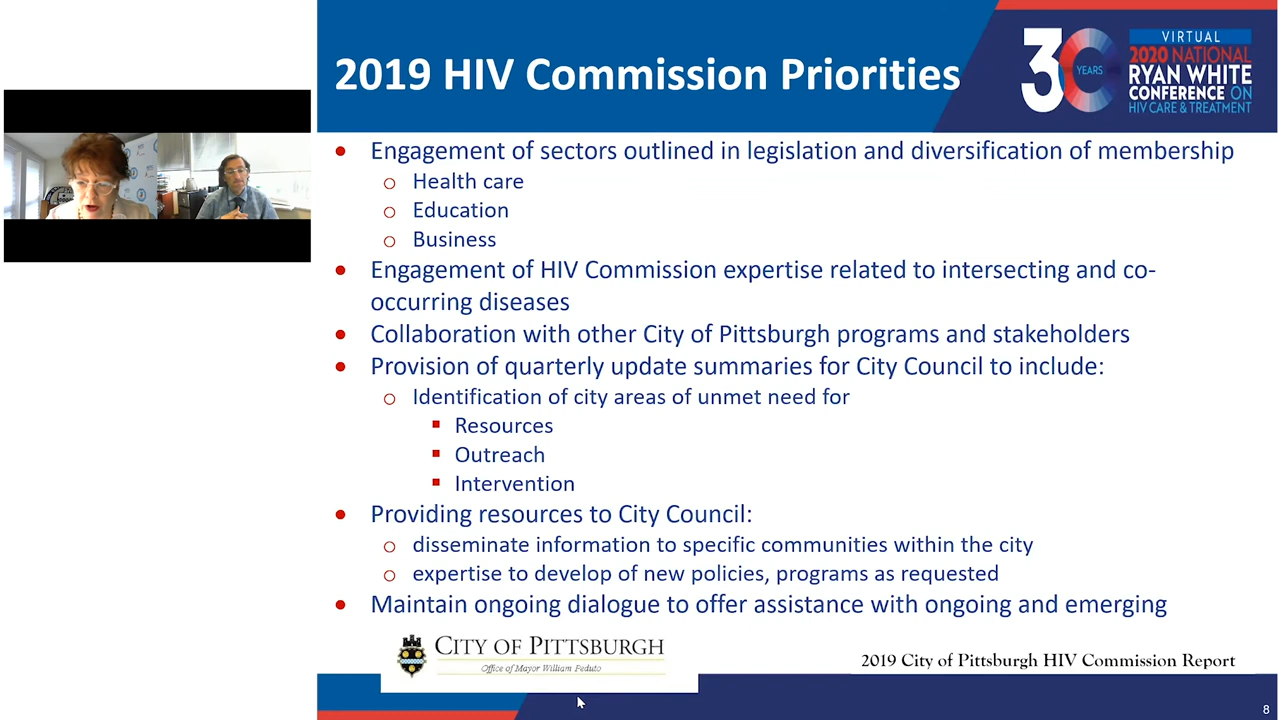 2019 HIV Commission Priorities
30
YEARS
VIRTUAL
2020 NATIONAL
RYAN WHITE
CONFERENCE ON
HIV CARE & TREATMENT
• Engagement of sectors outlined in legislation and diversification of membership
o Health care
o Education
o Business
• Engagement of HIV Commission expertise related to intersecting and co-
occurring diseases
• Collaboration with other City of Pittsburgh programs and stakeholders
• Provision of quarterly update summaries for City Council to include:
o Identification of city areas of unmet need for
▪ Resources
▪ Outreach
▪ Intervention
• Providing resources to City Council:
o disseminate information to specific communities within the city
o expertise to develop of new policies, programs as requested
• Maintain ongoing dialogue to offer assistance with ongoing and emerging
CITY OF PITTSBURGH
Office of Mayor William Peduto
2019 City of Pittsburgh HIV Commission Report
8